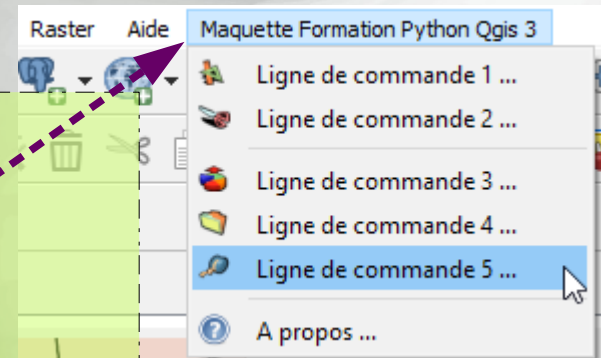 Raster Aide Maquette Formation Python Qgis 3
Ligne de commande 1 ...
Ligne de commande 2 ...
Ligne de commande 3 ...
Ligne de commande 4 ...
Ligne de commande 5 ...
A propos ...